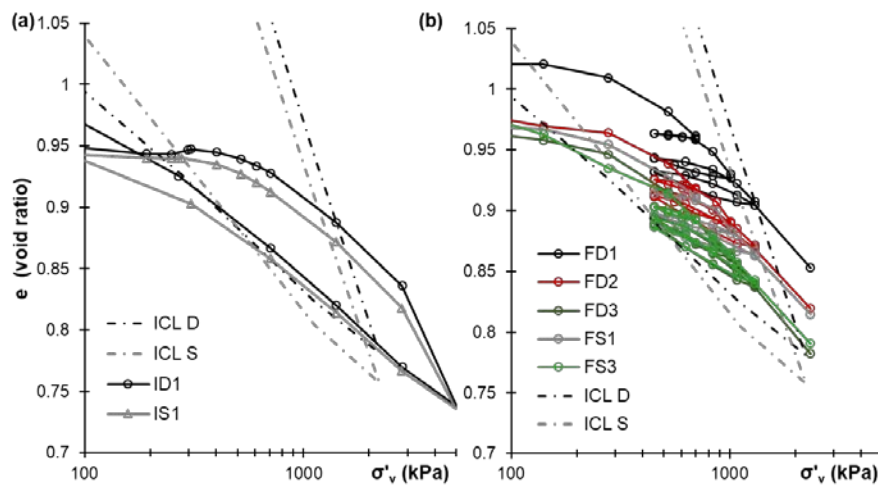 (a)
1.05
1
0.95
0.9
0.85
0.8
0.75
0.7
e (void ratio)
ICL D
ICL S
ID1
IS1
100
1000
σ'v (kPa)
(b)
1.05
1
0.95
0.9
0.85
0.8
0.75
0.7
FD1
FD2
FD3
FS1
FS3
ICL D
ICL S
100
1000
σ'v (kPa)